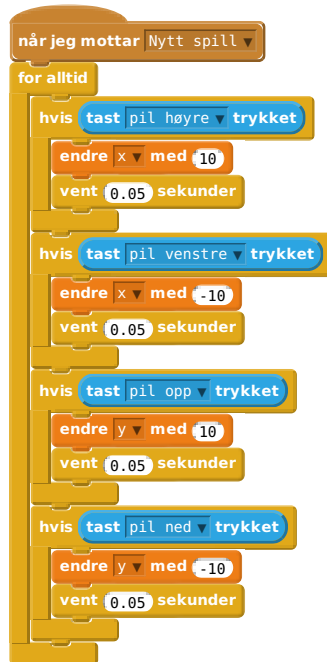 når jeg mottar Nytt spill
for alltid
hvis tast pil høyre trykket
endre x med 10
vent 0.05 sekunder
hvis tast pil venstre trykket
endre x med -10
vent 0.05 sekunder
hvis tast pil opp trykket
endre y med 10
vent 0.05 sekunder
hvis tast pil ned trykket
endre y med -10
vent 0.05 sekunder